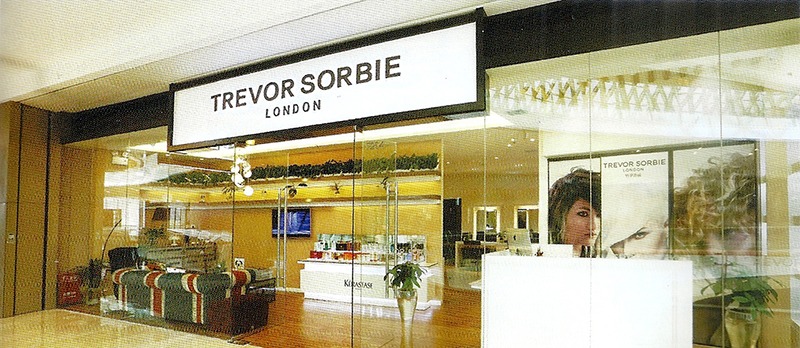 TREVOR SORBIE
LONDON
TREVOR SORBIE
LONDON
KÉRASTASE